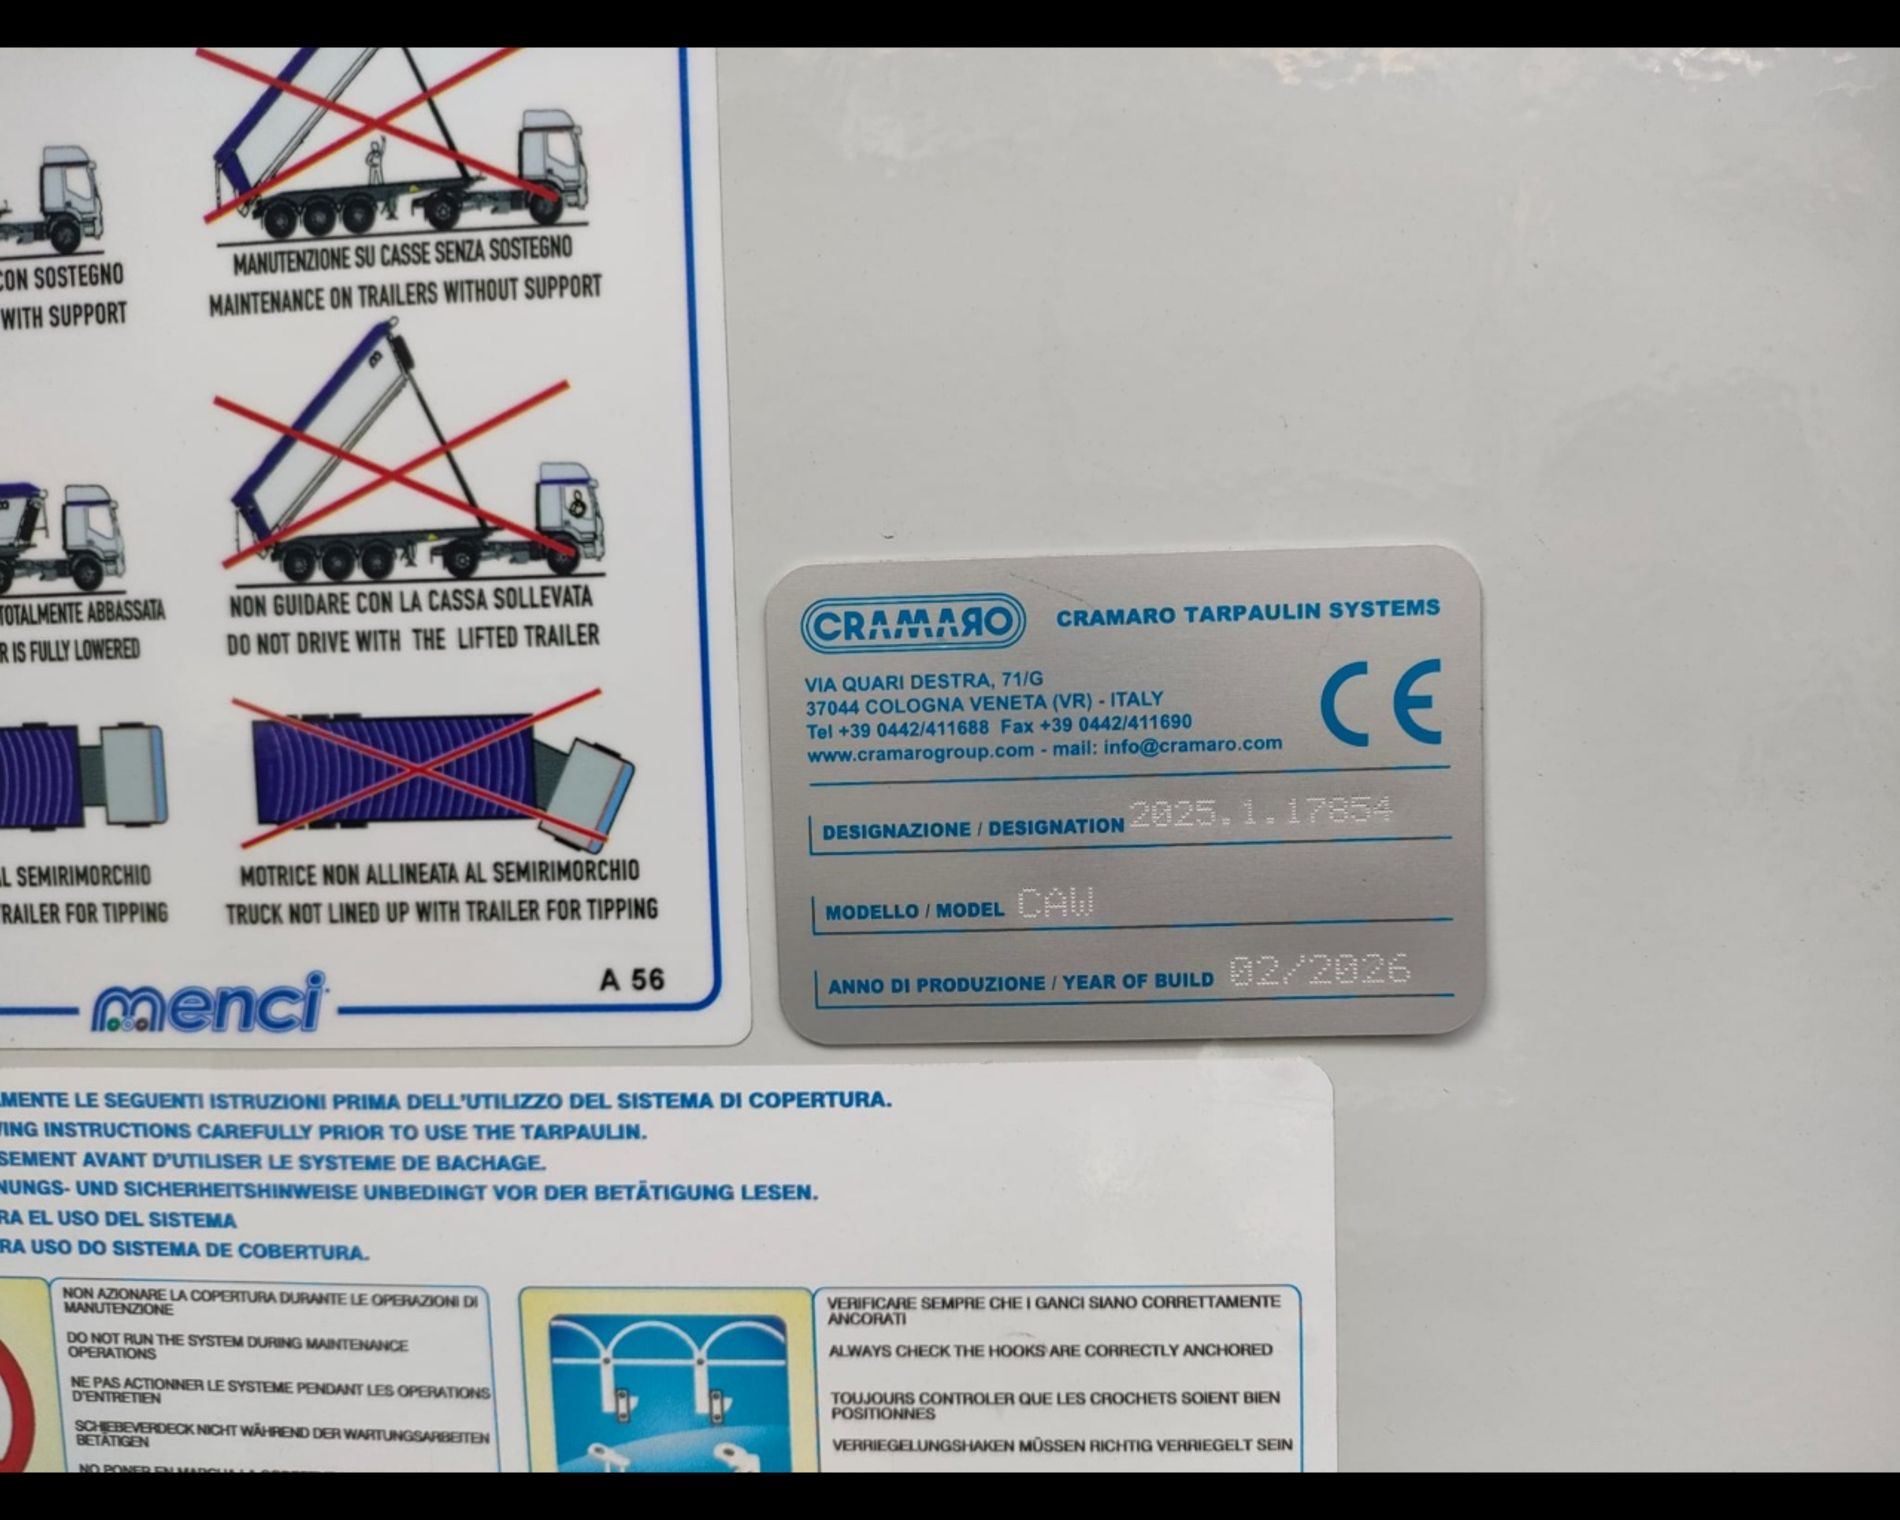 CON SOSTEGNO
WITH SUPPORT
MANUTENZIONE SU CASSE SENZA SOSTEGNO
MAINTENANCE ON TRAILERS WITHOUT SUPPORT
TOTALMENTE ABBASSATA
R IS FULLY LOWERED
NON GUIDARE CON LA CASSA SOLLEVATA
DO NOT DRIVE WITH THE LIFTED TRAILER
AL SEMIRIMORCHIO
TRAILER FOR TIPPING
MOTRICE NON ALLINEATA AL SEMIRIMORCHIO
TRUCK NOT LINED UP WITH TRAILER FOR TIPPING
menci
A 56
CRAMARO
CRAMARO TARPAULIN SYSTEMS
VIA QUARI DESTRA, 71/G
37044 COLOGNA VENETA (VR) - ITALY
Tel +39 0442/411688 Fax +39 0442/411690
www.cramarogroup.com - mail: info@cramaro.com
CE
DESIGNAZIONE / DESIGNATION 2025.1.17854
MODELLO / MODEL CAW
ANNO DI PRODUZIONE / YEAR OF BUILD 02/2026
AMENTE LE SEGUENTI ISTRUZIONI PRIMA DELL'UTILIZZO DEL SISTEMA DI COPERTURA.
WING INSTRUCTIONS CAREFULLY PRIOR TO USE THE TARPAULIN.
SEMENT AVANT D'UTILISER LE SYSTEME DE BACHAGE.
NUNGS- UND SICHERHEITSHINWEISE UNBEDINGT VOR DER BETÄTIGUNG LESEN.
RA EL USO DEL SISTEMA
RA USO DO SISTEMA DE COBERTURA.
NON AZIONARE LA COPERTURA DURANTE LE OPERAZIONI DI
MANUTENZIONE
DO NOT RUN THE SYSTEM DURING MAINTENANCE
OPERATIONS
NE PAS ACTIONNER LE SYSTEME PENDANT LES OPERATIONS
D'ENTRETIEN
SCHIEBEVERDECK NICHT WÄHREND DER WARTUNGSARBEITEN
BETÄTIGEN
NO PONER EN MARCHA LA
VERIFICARE SEMPRE CHE I GANCI SIANO CORRETTAMENTE
ANCORATI
ALWAYS CHECK THE HOOKS ARE CORRECTLY ANCHORED
TOUJOURS CONTROLER QUE LES CROCHETS SOIENT BIEN
POSITIONNES
VERRIEGELUNGSHAKEN MÜSSEN RICHTIG VERRIEGELT SEIN